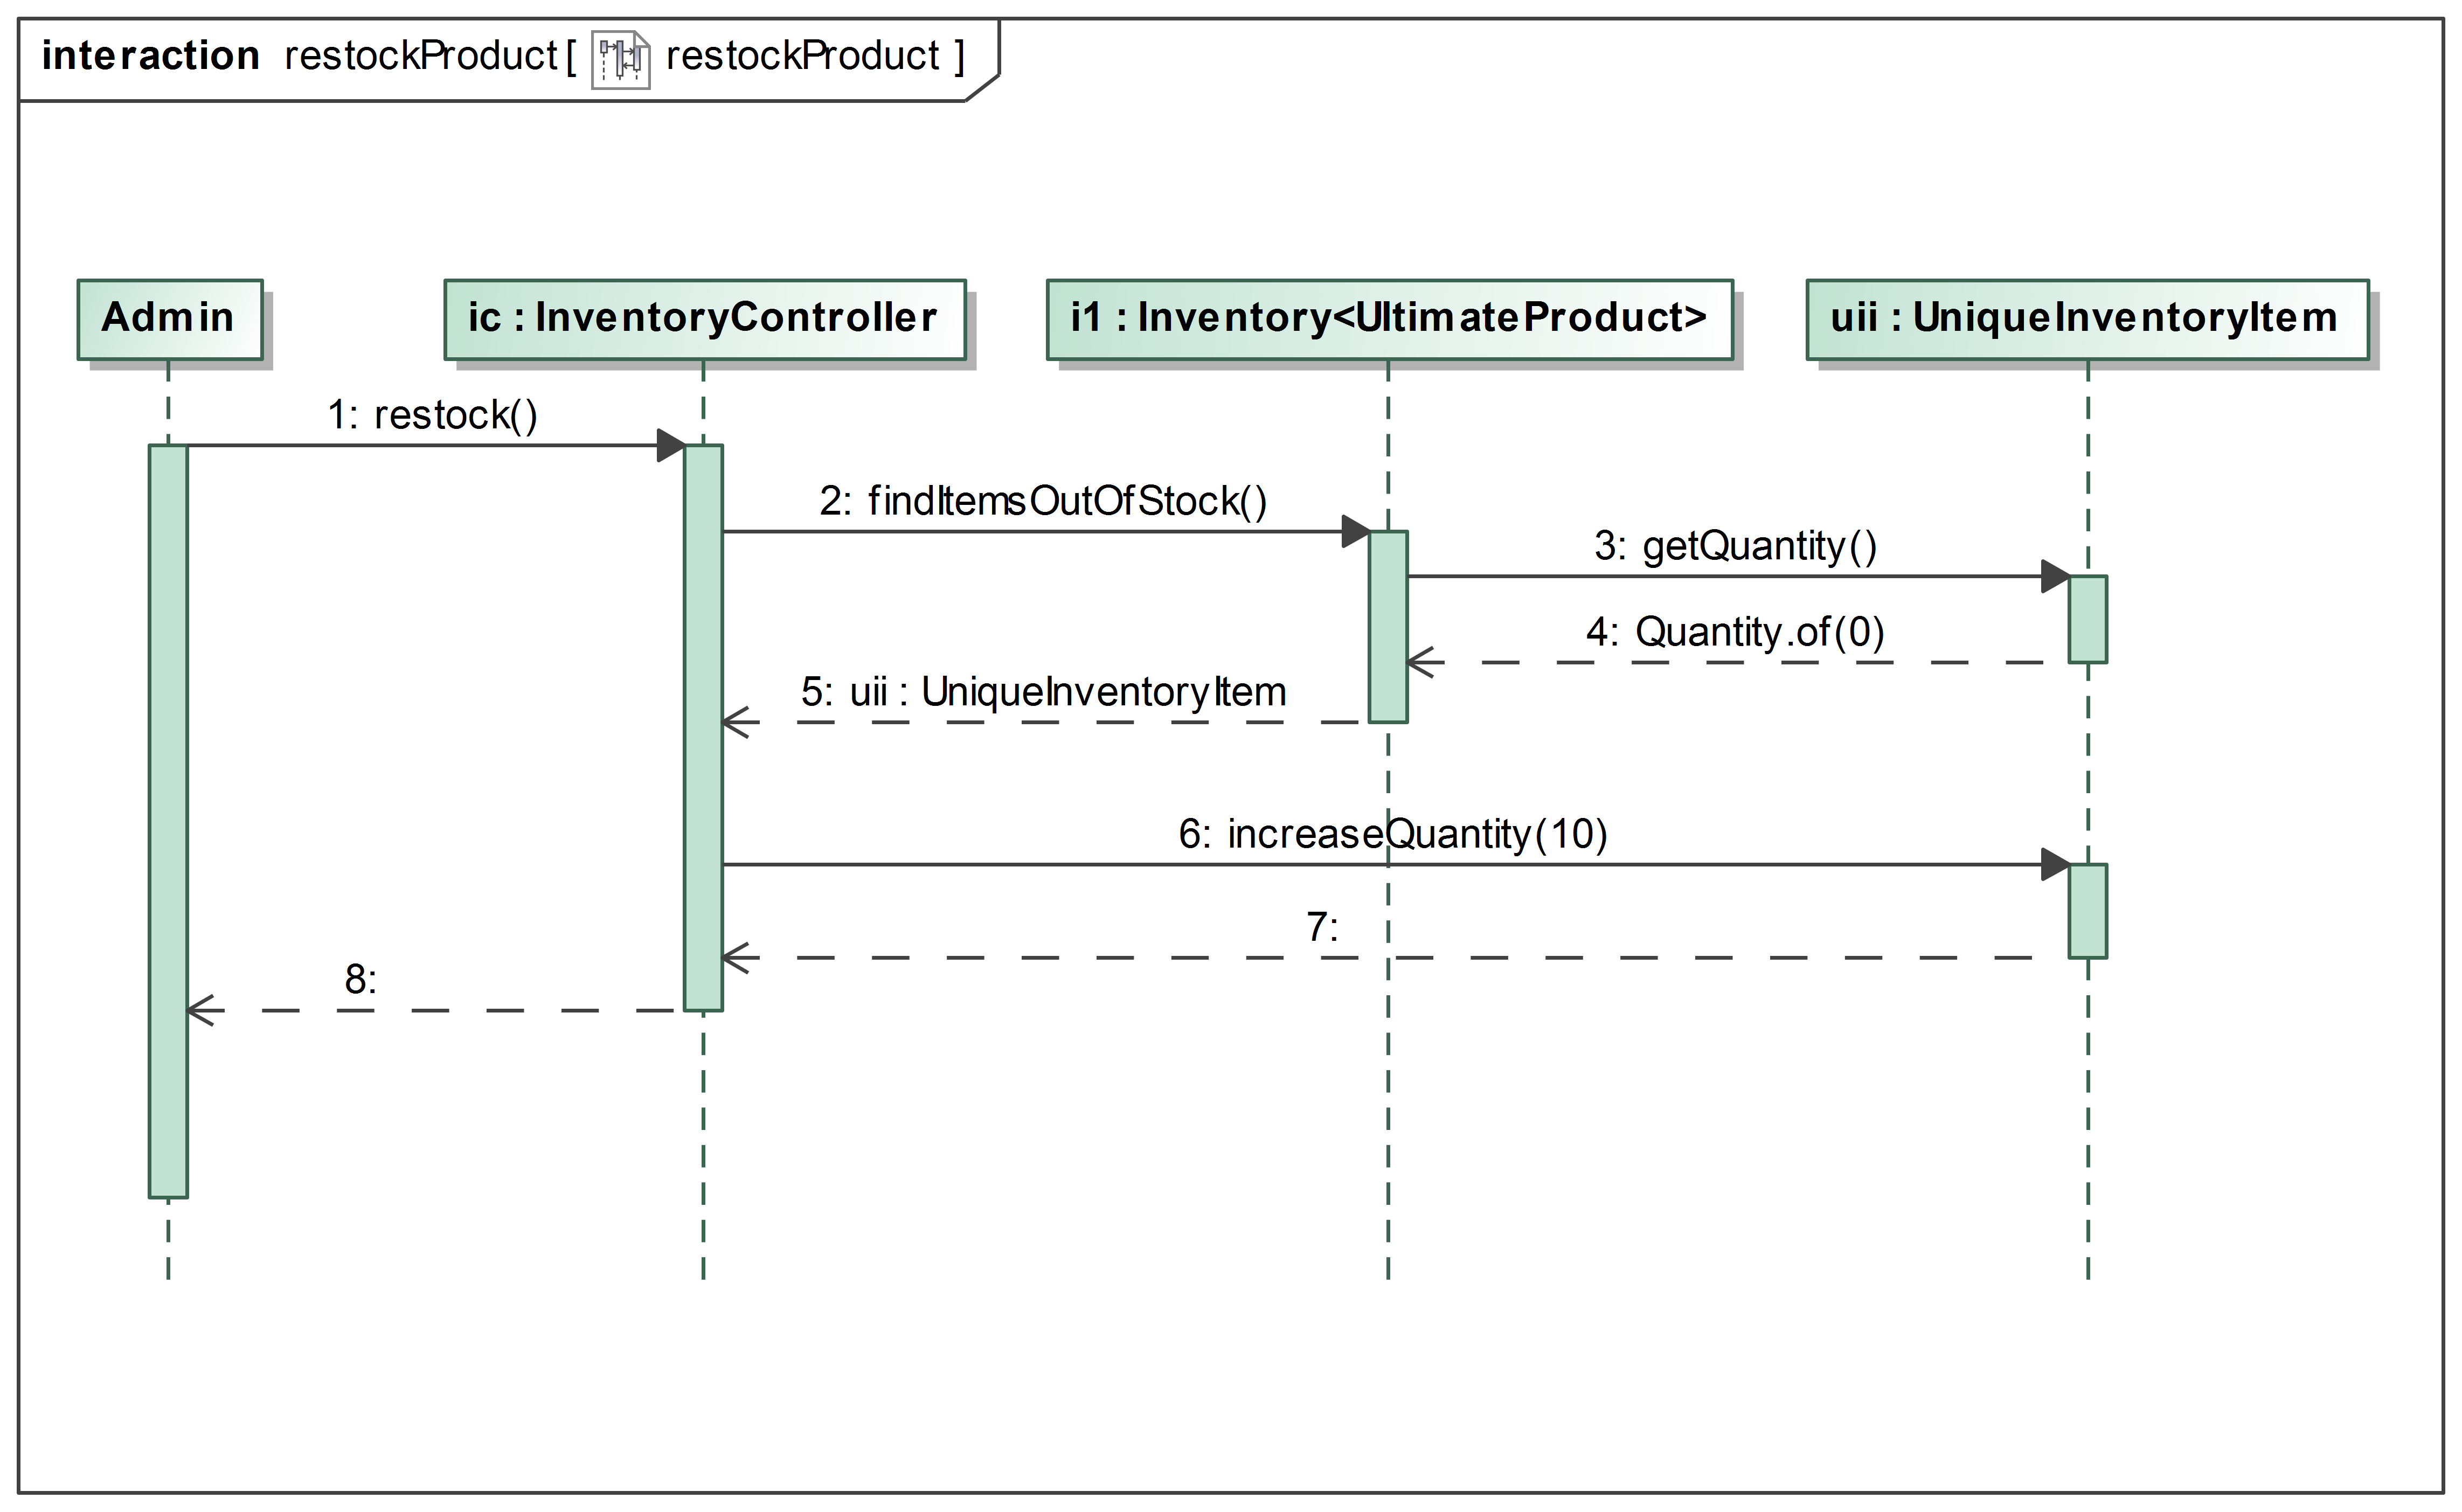 interaction restockProduct [ restockProduct ]
Admin
ic : InventoryController
i1 : Inventory<UltimateProduct>
uii : UniqueInventoryItem
1: restock()
2: findItemsOutOfStock()
3: getQuantity()
4: Quantity.of(0)
5: uii : UniqueInventoryItem
6: increaseQuantity(10)
7:
8: